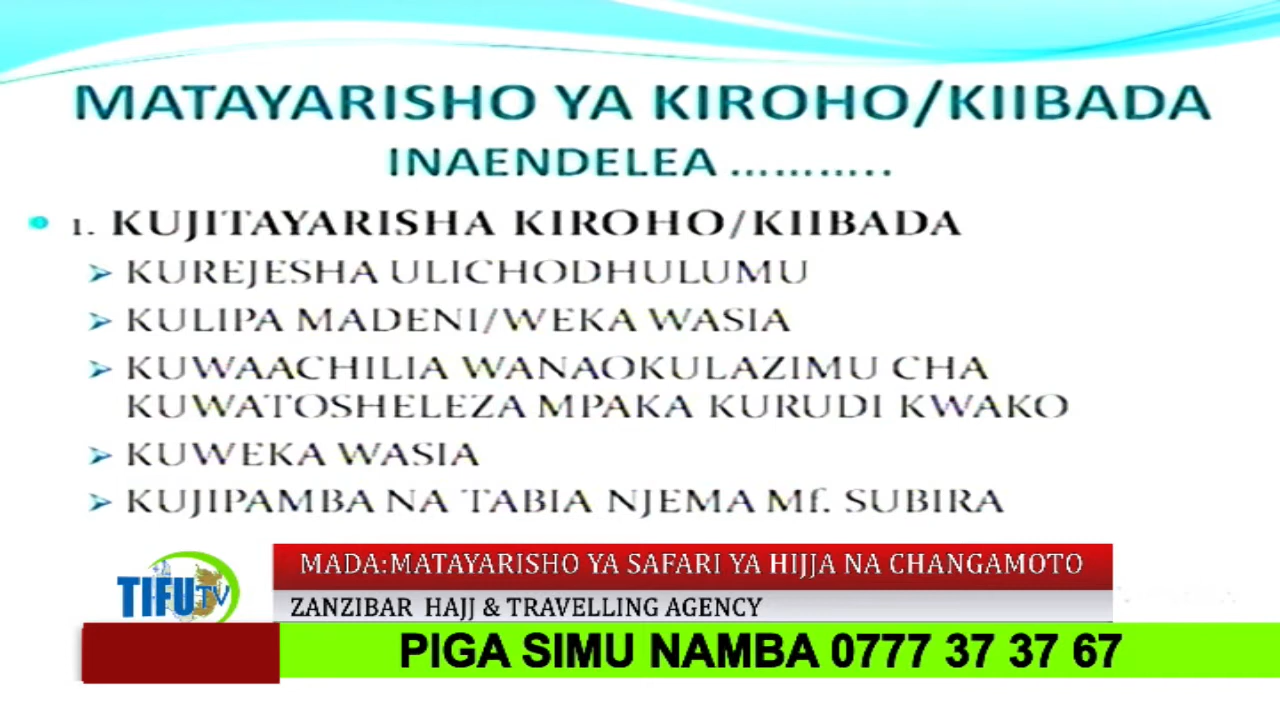 MATAYARISHO YA KIROHO/KIIBADA
INAENDELEA ………..
1. KUJITAYARISHA KIROHO/KIIBADA
KUREJESHA ULICHODHULUMU
KULIPA MADENI/WEKA WASIA
KUWAACHILIA WANAOKULAZIMU CHA
KUWATOSHELEZA MPAKA KURUDI KWAKO
KUWEKA WASIA
KUJIPAMBA NA TABIA NJEMA Mf. SUBIRA
MADA:MATAYARISHO YA SAFARI YA HIJJA NA CHANGAMOTO
TIFU TV
ZANZIBAR HAJJ & TRAVELLING AGENCY
PIGA SIMU NAMBA 0777 37 37 67